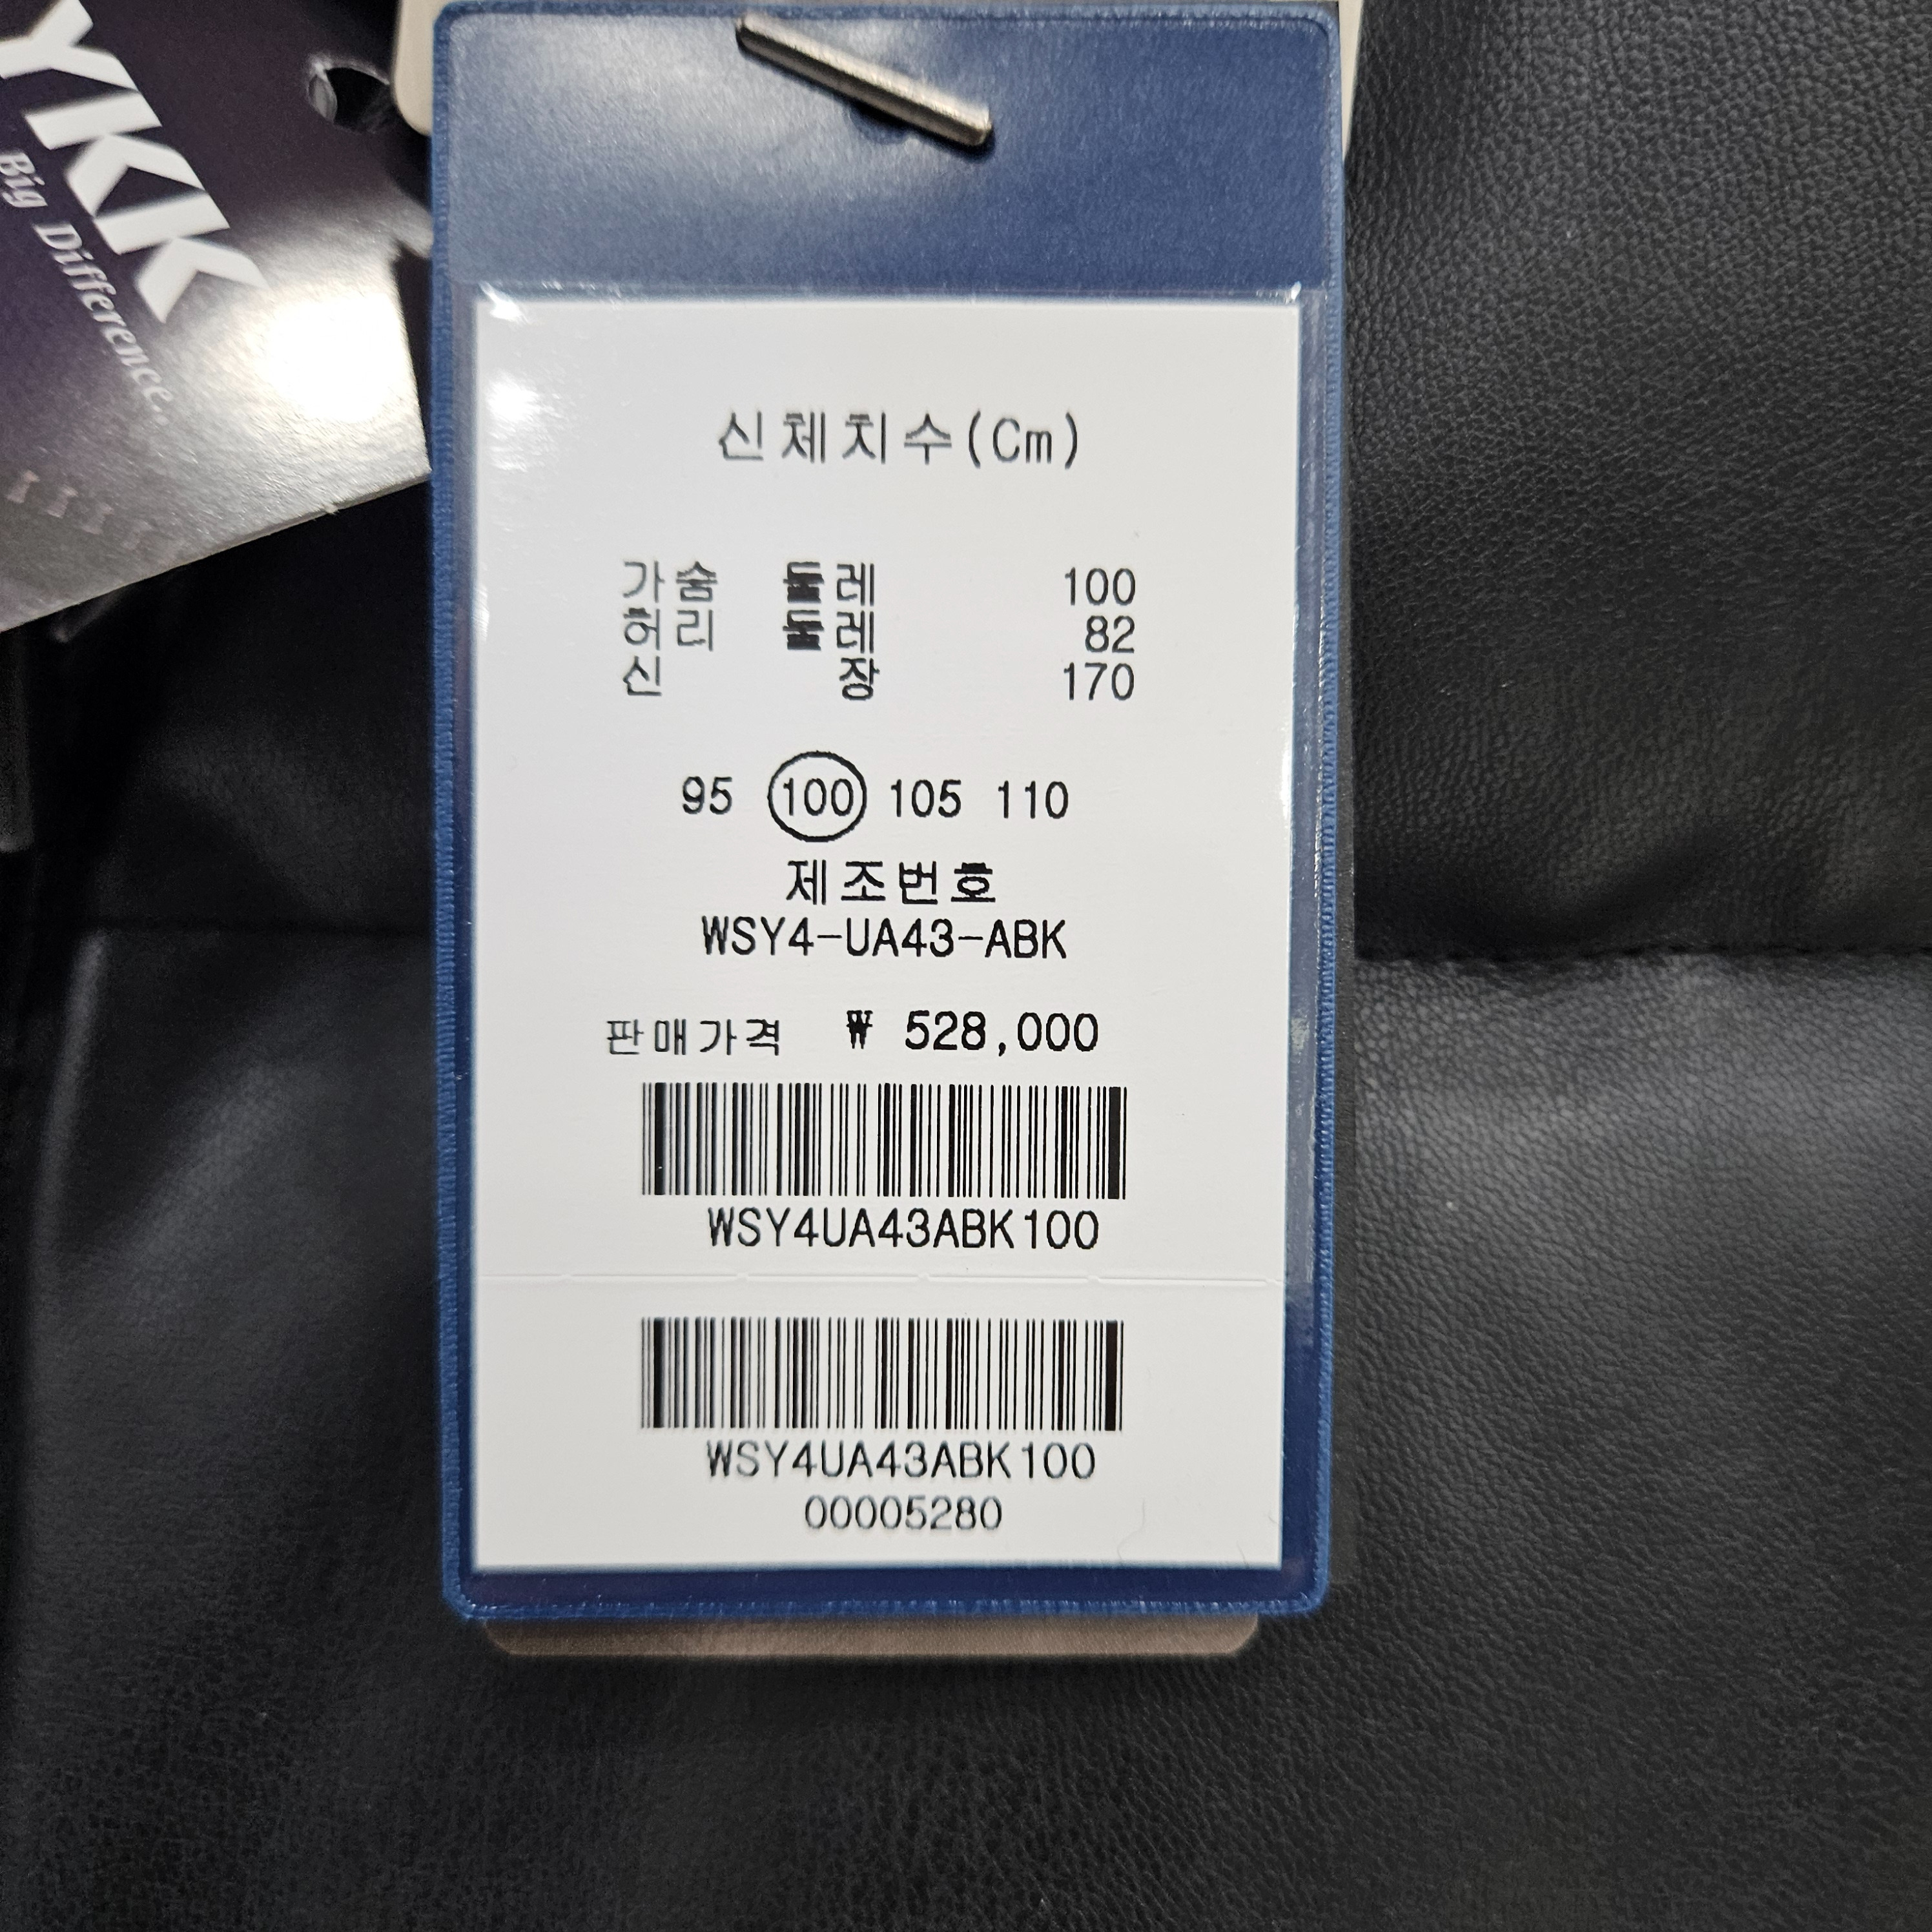 YKK
Big Difference.
신체치수(Cm)
가슴 둘레 100
허리 둘레 82
신 장 170
95 100 105 110
제조번호
WSY4-UA43-ABK
판매가격 ₩ 528,000
WSY4UA43ABK100
WSY4UA43ABK100
00005280